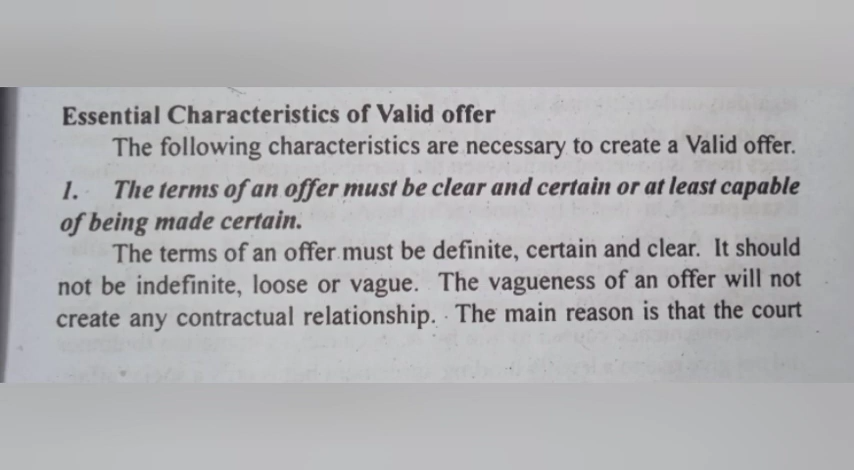 Essential Characteristics of Valid offer
The following characteristics are necessary to create a Valid offer.
1. The terms of an offer must be clear and certain or at least capable
of being made certain.
The terms of an offer must be definite, certain and clear. It should
not be indefinite, loose or vague. The vagueness of an offer will not
create any contractual relationship. The main reason is that the court